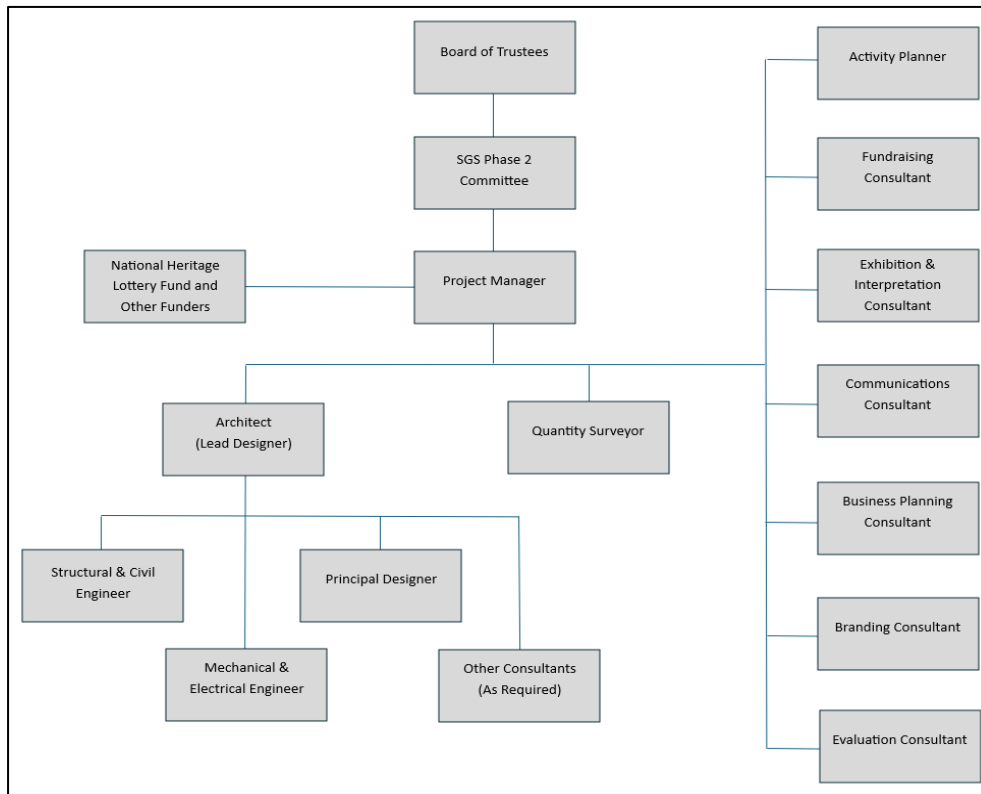 Board of Trustees
SGS Phase 2
Committee
National Heritage
Lottery Fund and
Other Funders
Project Manager
Architect
(Lead Designer)
Quantity Surveyor
Structural & Civil
Engineer
Principal Designer
Mechanical &
Electrical Engineer
Other Consultants
(As Required)
Activity Planner
Fundraising
Consultant
Exhibition &
Interpretation
Consultant
Communications
Consultant
Business Planning
Consultant
Branding Consultant
Evaluation Consultant